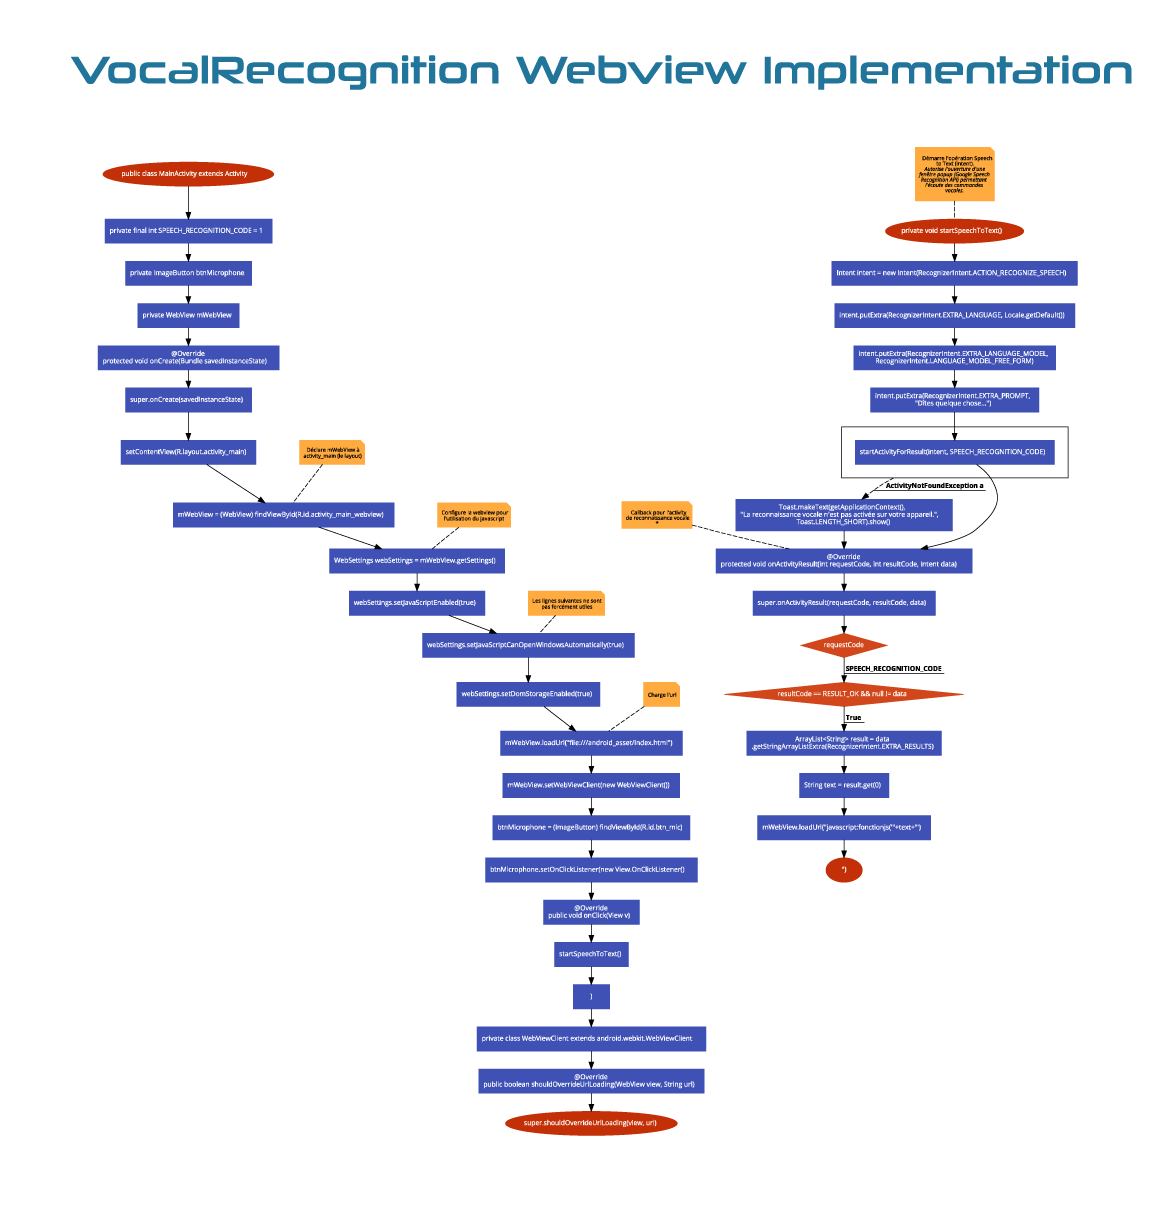 VocalRecognition Webview Implementation
public class MainActivity extends Activity
private final int SPEECH_RECOGNITION_CODE = 1
private ImageButton btnMicrophone
private WebView mWebView
@Override
protected void onCreate(Bundle savedInstanceState)
super.onCreate(savedInstanceState)
setContentView(R.layout.activity_main)
Déclare mWebView à
activity_main (le layout)
mWebView = (WebView) findViewById(R.id.activity_main_webview)
Configure la webview pour
l'utilisation du javascript
WebSettings webSettings = mWebView.getSettings()
webSettings.setJavaScriptEnabled(true)
Les lignes suivantes ne sont
pas forcément utiles
webSettings.setJavaScriptCanOpenWindowsAutomatically(true)
webSettings.setDomStorageEnabled(true)
Charge l'url
mWebView.loadUrl("file:///android_asset/index.html")
mWebView.setWebViewClient(new WebViewClient())
btnMicrophone = (ImageButton) findViewById(R.id.btn_mic)
btnMicrophone.setOnClickListener(new View.OnClickListener()
@Override
public void onClick(View v)
startSpeechToText()
)
private class WebViewClient extends android.webkit.WebViewClient
@Override
public boolean shouldOverrideUrlLoading(WebView view, String url)
super.shouldOverrideUrlLoading(view, url)
Démarre l'opération Speech
to Text (Intent).
Autorise l'ouverture d'une
fenêtre popup (Google Speech
Recognition API) permettant
l'écoute des commandes
vocales.
private void startSpeechToText()
Intent intent = new Intent(RecognizerIntent.ACTION_RECOGNIZE_SPEECH)
intent.putExtra(RecognizerIntent.EXTRA_LANGUAGE, Locale.getDefault())
intent.putExtra(RecognizerIntent.EXTRA_LANGUAGE_MODEL,
RecognizerIntent.LANGUAGE_MODEL_FREE_FORM)
intent.putExtra(RecognizerIntent.EXTRA_PROMPT,
"Dîtes quelque chose...")
startActivityForResult(intent, SPEECH_RECOGNITION_CODE)
ActivityNotFoundException a
Toast.makeText(getApplicationContext(),
"La reconnaissance vocale n'est pas activée sur votre appareil.",
Toast.LENGTH_SHORT).show()
Callback pour l'activity
de reconnaissance vocale
*
@Override
protected void onActivityResult(int requestCode, int resultCode, Intent data)
super.onActivityResult(requestCode, resultCode, data)
requestCode
SPEECH_RECOGNITION_CODE
resultCode == RESULT_OK && null != data
True
ArrayList<String> result = data
.getStringArrayListExtra(RecognizerIntent.EXTRA_RESULTS)
String text = result.get(0)
mWebView.loadUrl("javascript:fonctionjs('"+text+"')
")